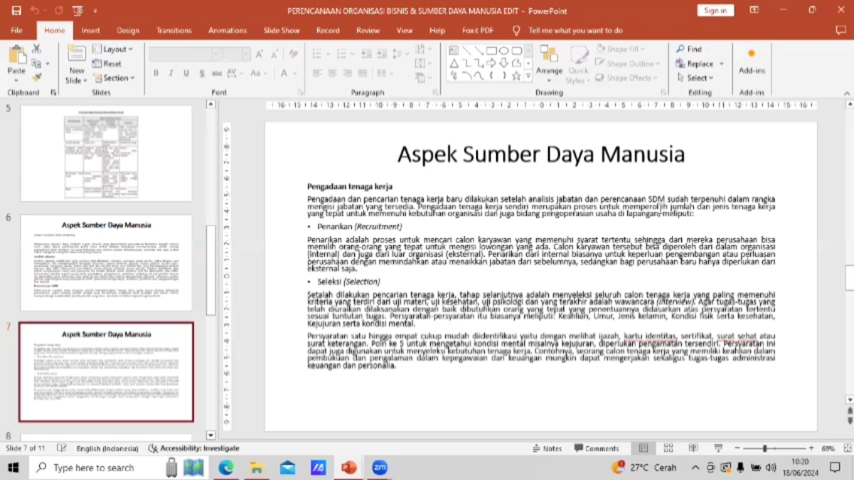 PERENCANAAN ORGANISASI BISNIS & SUMBER DAYA MANUSIA EDIT - PowerPoint
Sign in
File Home Insert Design Transitions Animations Slide Show Record Review View Help Foxit PDF Tell me what you want to do
Paste
New Slide
Layout
Reset
Section
Arrange
Quick Styles
Shape Fill
Shape Outline
Shape Effects
Find
Replace
Select
Add-ins
Clipboard Slides Font Paragraph Drawing Editing Add-ins
5
6
Aspek Sumber Daya Manusia
7
Aspek Sumber Daya Manusia
8
Aspek Sumber Daya Manusia
Pengadaan tenaga kerja
Pengadaan dan pencarian tenaga kerja baru dilakukan setelah analisis jabatan dan perencanaan SDM sudah terpenuhi dalam rangka
mengisi jabatan yang tersedia. Pengadaan tenaga kerja sendiri merupakan proses untuk memperoleh jumlah dan jenis tenaga kerja
yang tepat untuk memenuhi kebutuhan organisasi dan juga bidang pengoperasian usaha di lapangan meliputi:
• Penarikan (Recruitment)
Penarikan adalah proses untuk mencari calon karyawan yang memenuhi syarat tertentu sehingga dari mereka perusahaan bisa
memilih orang-orang yang tepat untuk mengisi lowongan yang ada. Calon karyawan tersebut bisa diperoleh dari dalam organisasi
(internal) dan juga dari luar organisasi (eksternal). Penarikan dari internal biasanya untuk keperluan pengembangan atau perluasan
perusahaan dengan memindahkan atau menaikkan jabatan dari sebelumnya, sedangkan bagi perusahaan baru hanya diperlukan dari
eksternal saja.
• Seleksi (Selection)
Setelah dilakukan pencarian tenaga kerja, tahap selanjutnya adalah menyeleksi seluruh calon tenaga kerja yang paling memenuhi
kriteria yang terdiri dari uji materi, uji kesehatan, uji psikologi dan yang terakhir adalah wawancara (interview). Agar tugas-tugas yang
telah diuraikan dilaksanakan dengan baik dibutuhkan orang yang tepat yang penentuannya didasarkan atas persyaratan tertentu
sesuai tuntutan tugas. Persyaratan-persyaratan itu biasanya meliputi: Keahlian, Umur, Jenis kelamin, Kondisi fisik serta kesehatan,
Kejujuran serta kondisi mental.
Persyaratan satu hingga empat cukup mudah diidentifikasi yaitu dengan melihat ijazah, kartu identitas, sertifikat, surat sehat atau
surat keterangan. Poin ke 5 untuk mengetahui kondisi mental misalnya kejujuran, diperlukan pengamatan tersendiri. Persyaratan ini
dapat juga digunakan untuk menyeleksi kebutuhan tenaga kerja. Contohnya, seorang calon tenaga kerja yang memiliki keahlian dalam
pembukuan dan pengalaman dalam kepegawaian dan keuangan mungkin dapat mengerjakan sekaligus tugas-tugas administrasi
keuangan dan personalia.
Slide 7 of 11 English (Indonesia) Accessibility: Investigate Notes Comments 69%
Type here to search
27°C Cerah
10:20
18/06/2024